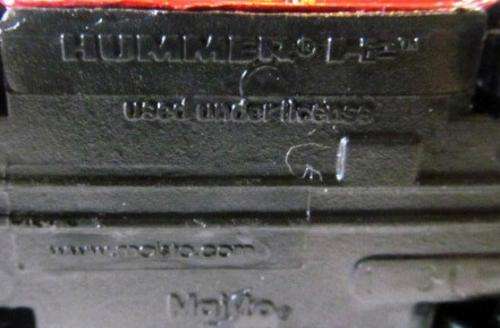 HUMMER® H2™
used under license
www.maisto.com
Maisto®